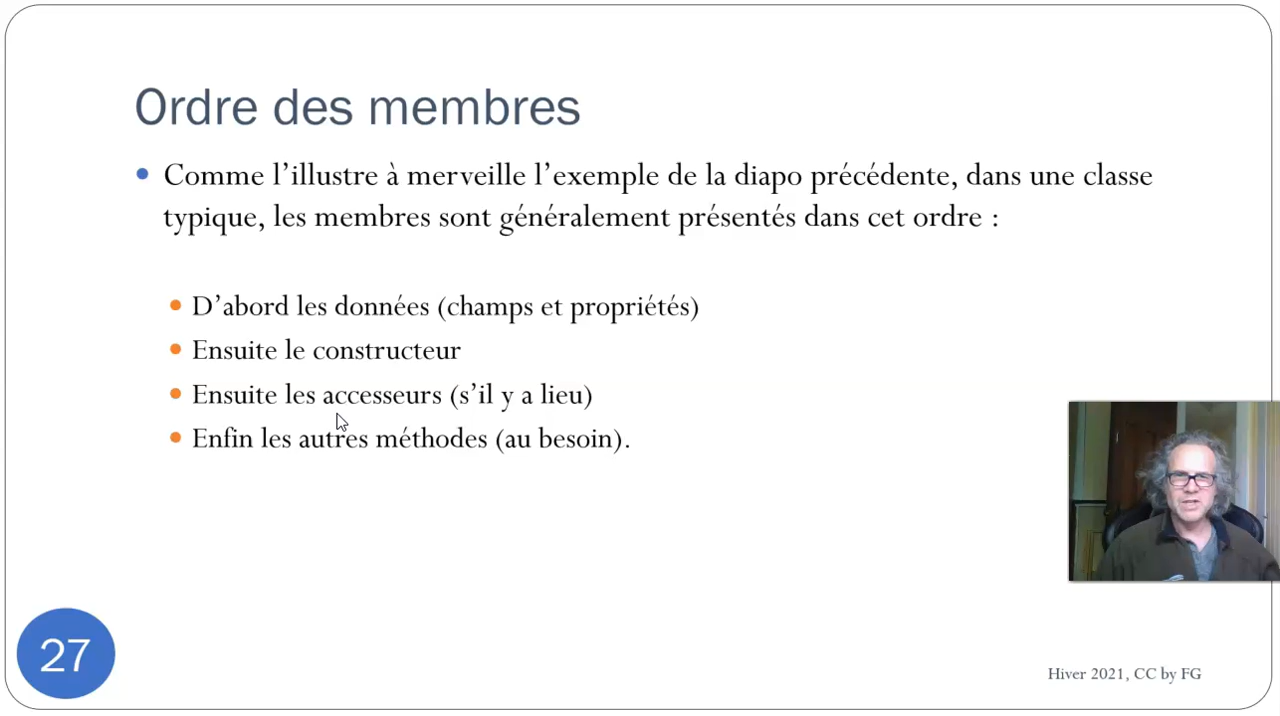 Ordre des membres
Comme l’illustre à merveille l’exemple de la diapo précédente, dans une classe
typique, les membres sont généralement présentés dans cet ordre :
D’abord les données (champs et propriétés)
Ensuite le constructeur
Ensuite les accesseurs (s’il y a lieu)
Enfin les autres méthodes (au besoin).
27
Hiver 2021, CC by FG